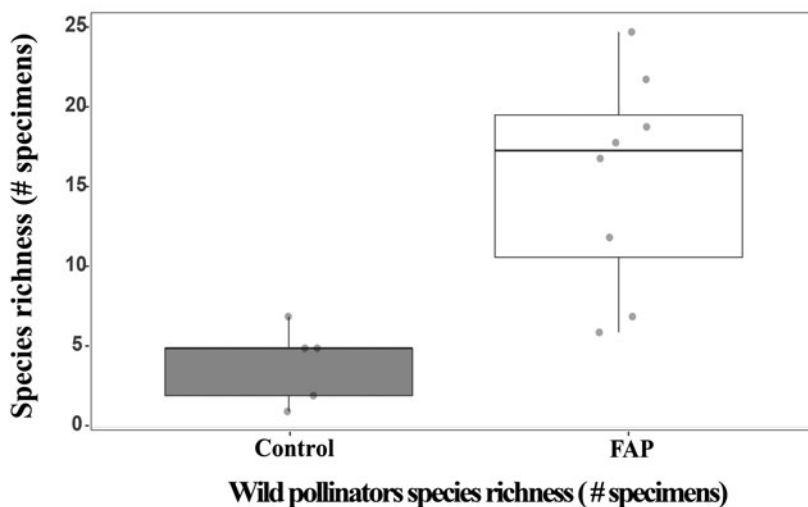 Species richness (# specimens)
25
20
15
10
5
0
Control
FAP
Wild pollinators species richness ( # specimens)